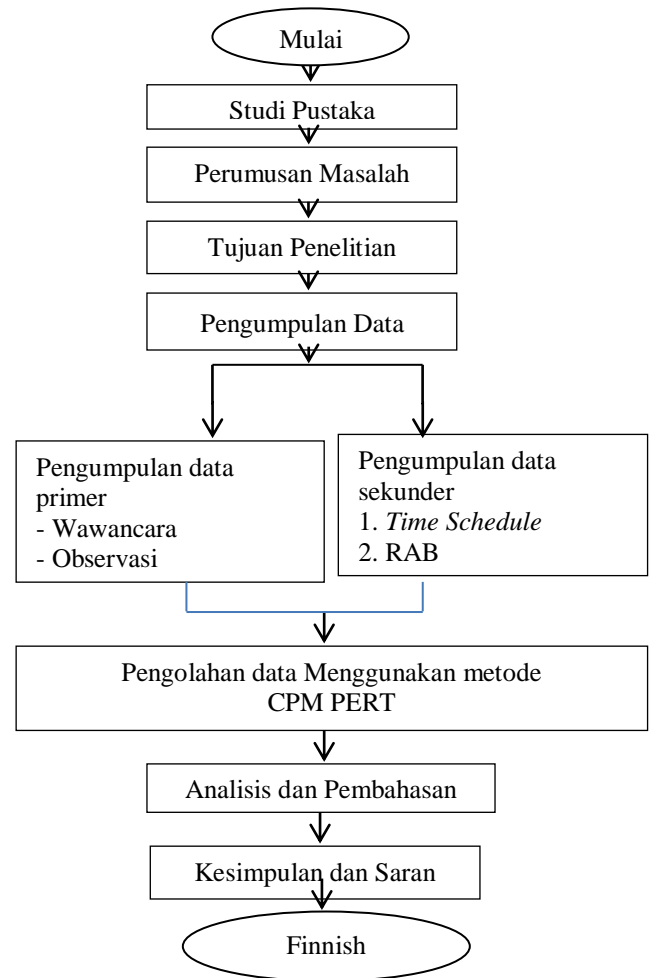 Mulai
Studi Pustaka
Perumusan Masalah
Tujuan Penelitian
Pengumpulan Data
Pengumpulan data
primer
- Wawancara
- Observasi
Pengumpulan data
sekunder
1. Time Schedule
2. RAB
Pengolahan data Menggunakan metode
CPM PERT
Analisis dan Pembahasan
Kesimpulan dan Saran
Finnish